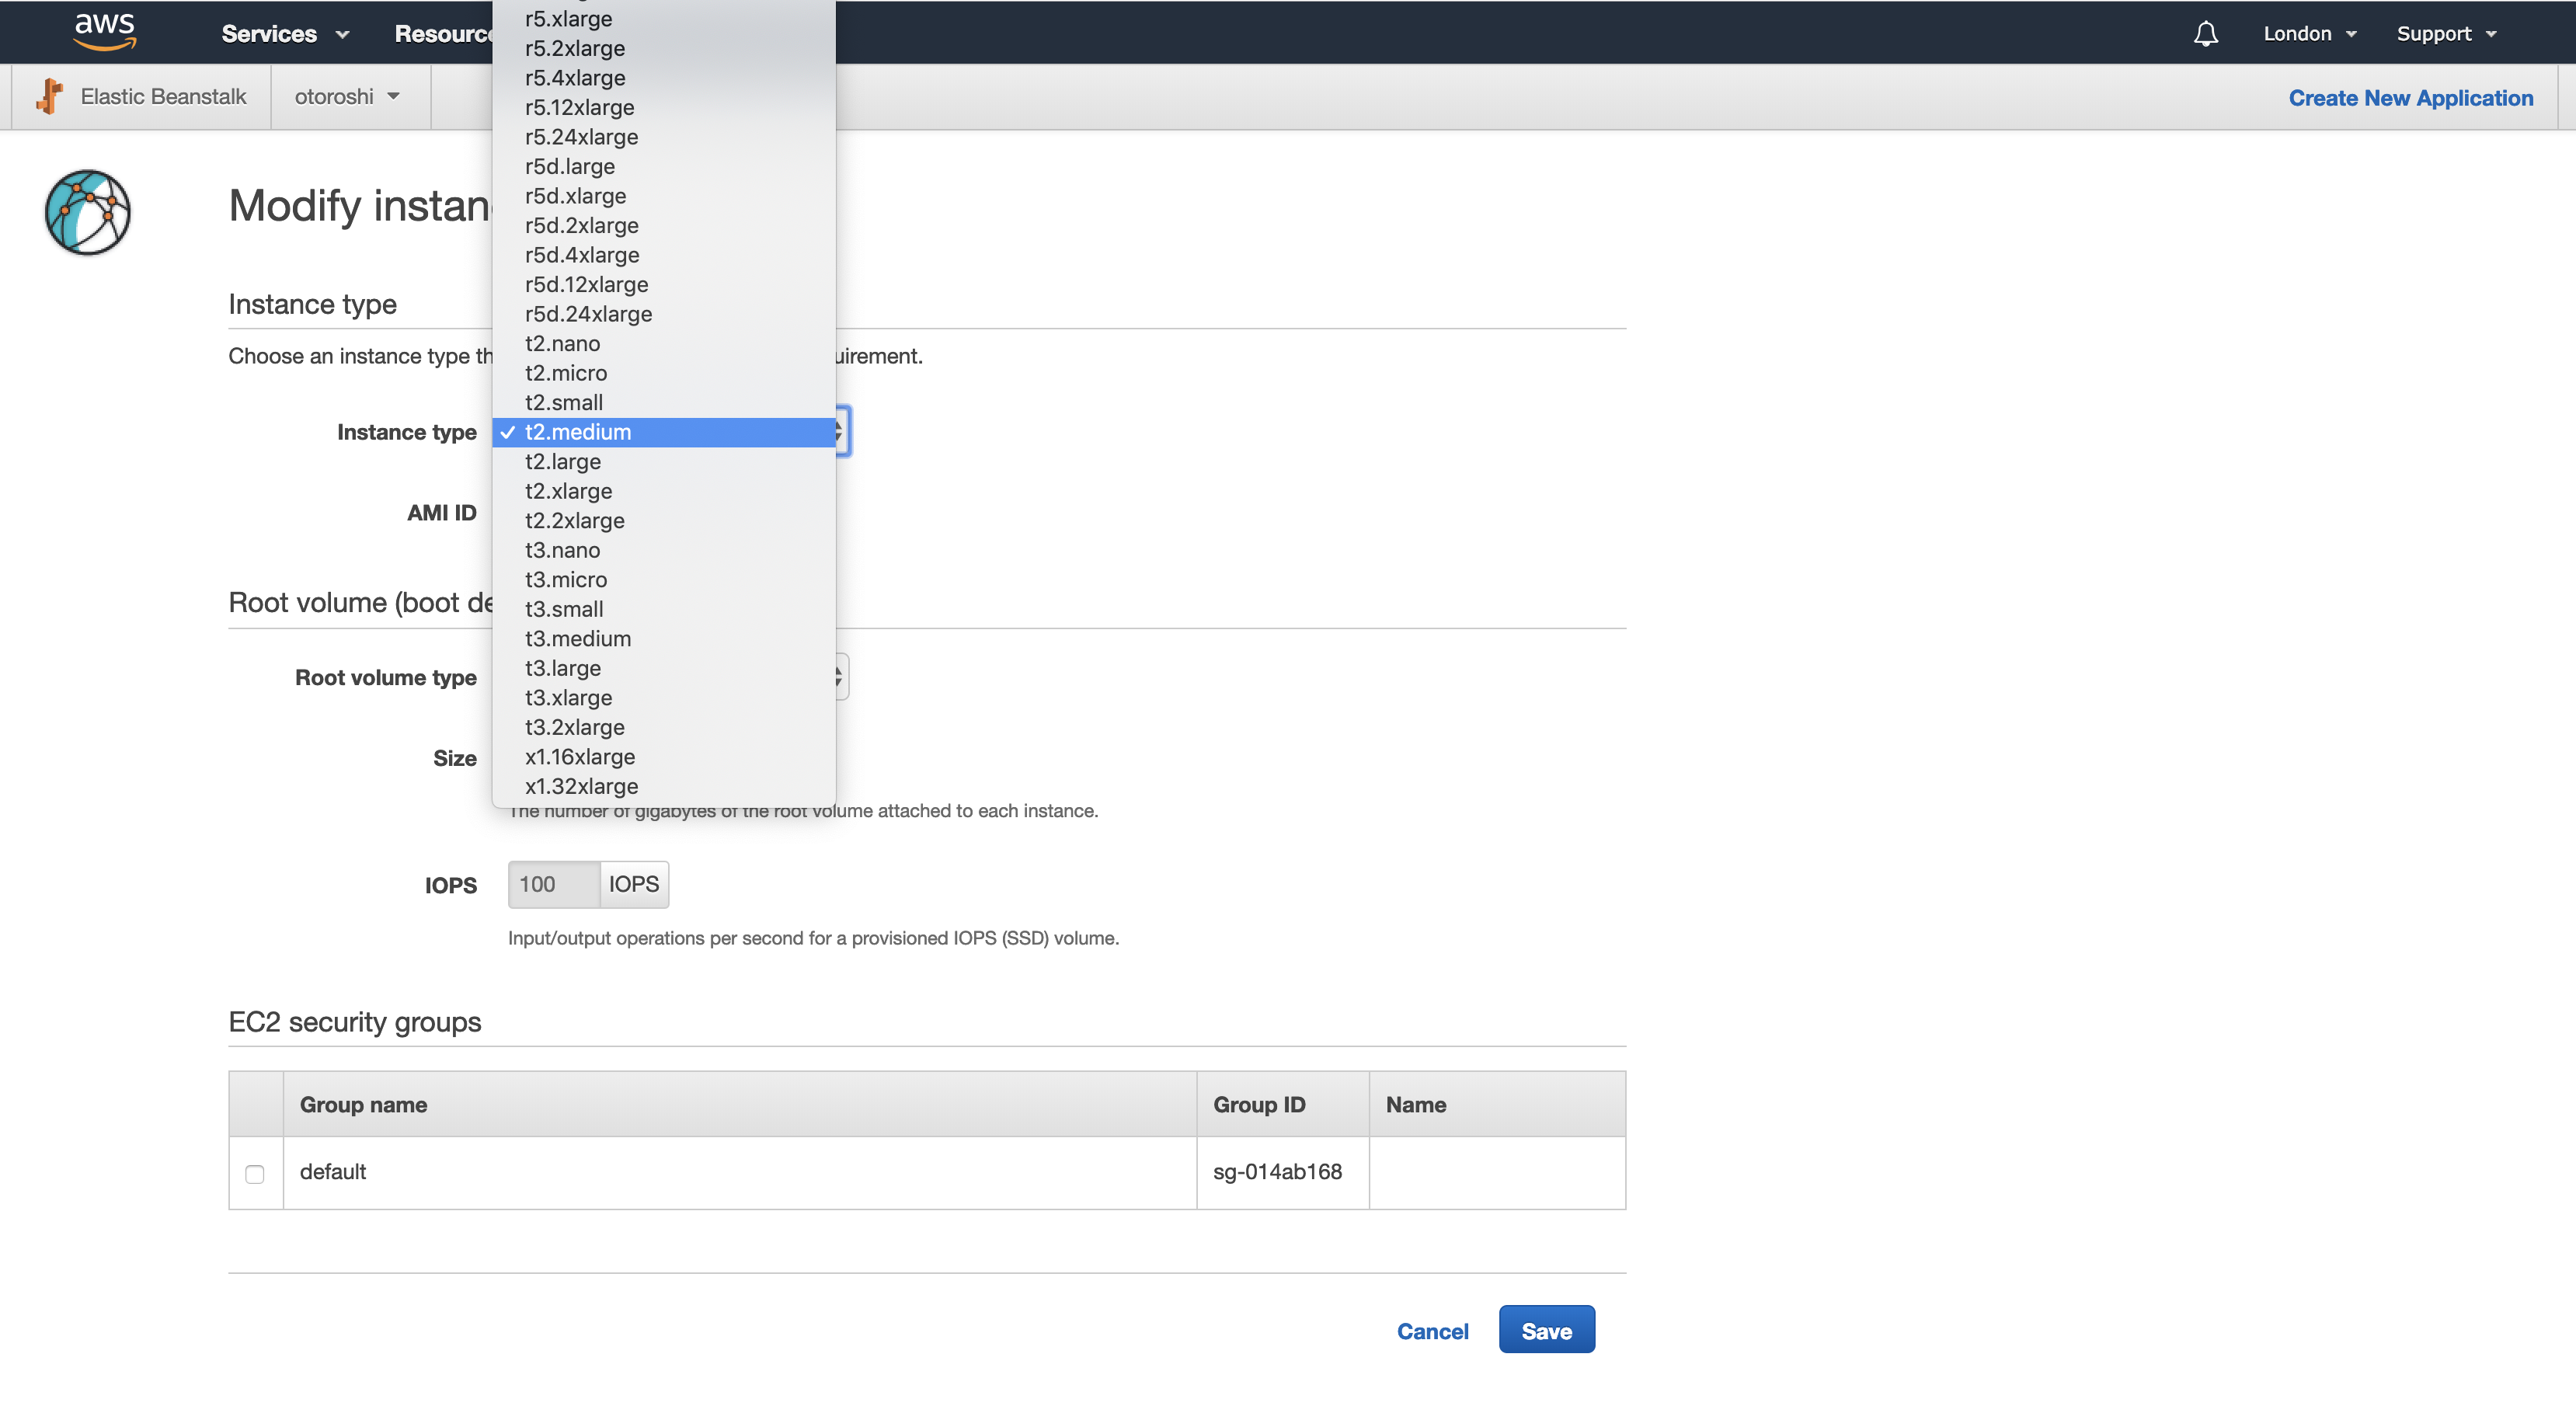 aws
Services
London
Support
Elastic Beanstalk
otoroshi
Create New Application
r5.xlarge
r5.2xlarge
r5.4xlarge
r5.12xlarge
r5.24xlarge
r5d.large
r5d.xlarge
r5d.2xlarge
r5d.4xlarge
r5d.12xlarge
r5d.24xlarge
t2.nano
t2.micro
t2.small
✓ t2.medium
t2.large
t2.xlarge
t2.2xlarge
t3.nano
t3.micro
t3.small
t3.medium
t3.large
t3.xlarge
t3.2xlarge
x1.16xlarge
x1.32xlarge
Modify
Instance type
Choose an instance type
Instance type
AMI ID
Root volume (boot
Root volume type
Size
The number of gigabytes of the root volume attached to each instance.
IOPS
100 IOPS
Input/output operations per second for a provisioned IOPS (SSD) volume.
EC2 security groups
Group name Group ID Name
default sg-014ab168
Cancel Save